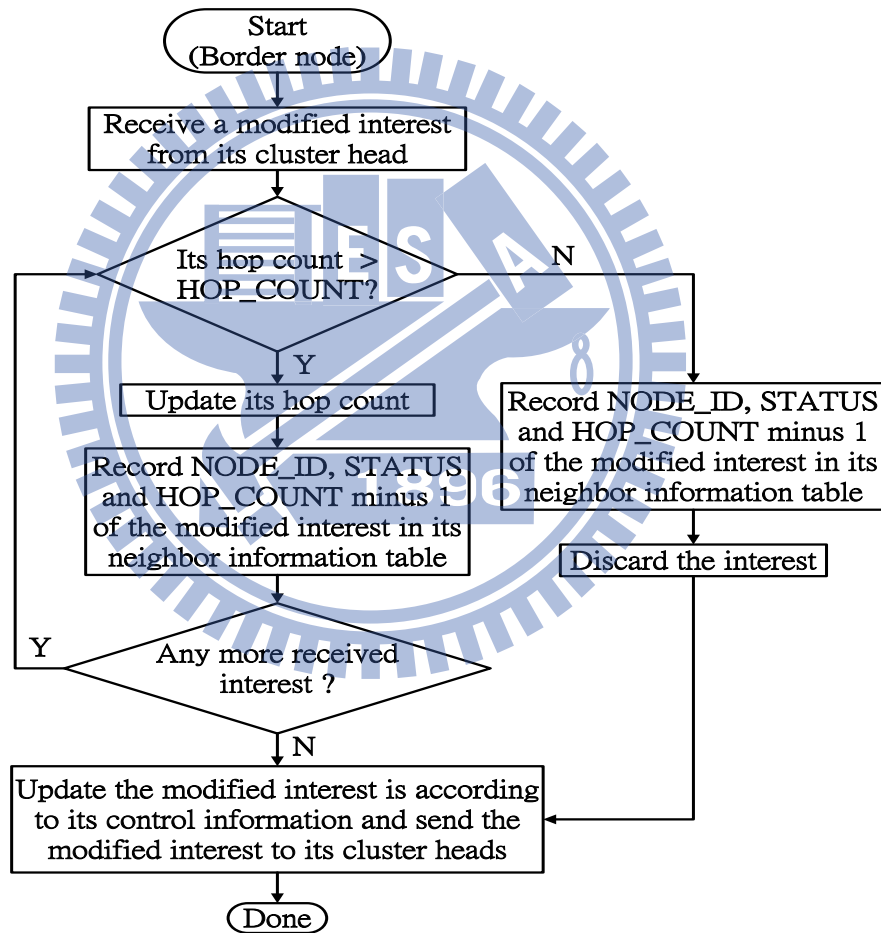 Start
(Border node)
Receive a modified interest
from its cluster head
Its hop count >
HOP_COUNT?
N
Y
Update its hop count
Record NODE_ID, STATUS
and HOP_COUNT minus 1
of the modified interest in its
neighbor information table
Record NODE_ID, STATUS
and HOP_COUNT minus 1
of the modified interest in its
neighbor information table
Discard the interest
Any more received
interest ?
Y
N
Update the modified interest is according
to its control information and send the
modified interest to its cluster heads
Done
E S A
1896